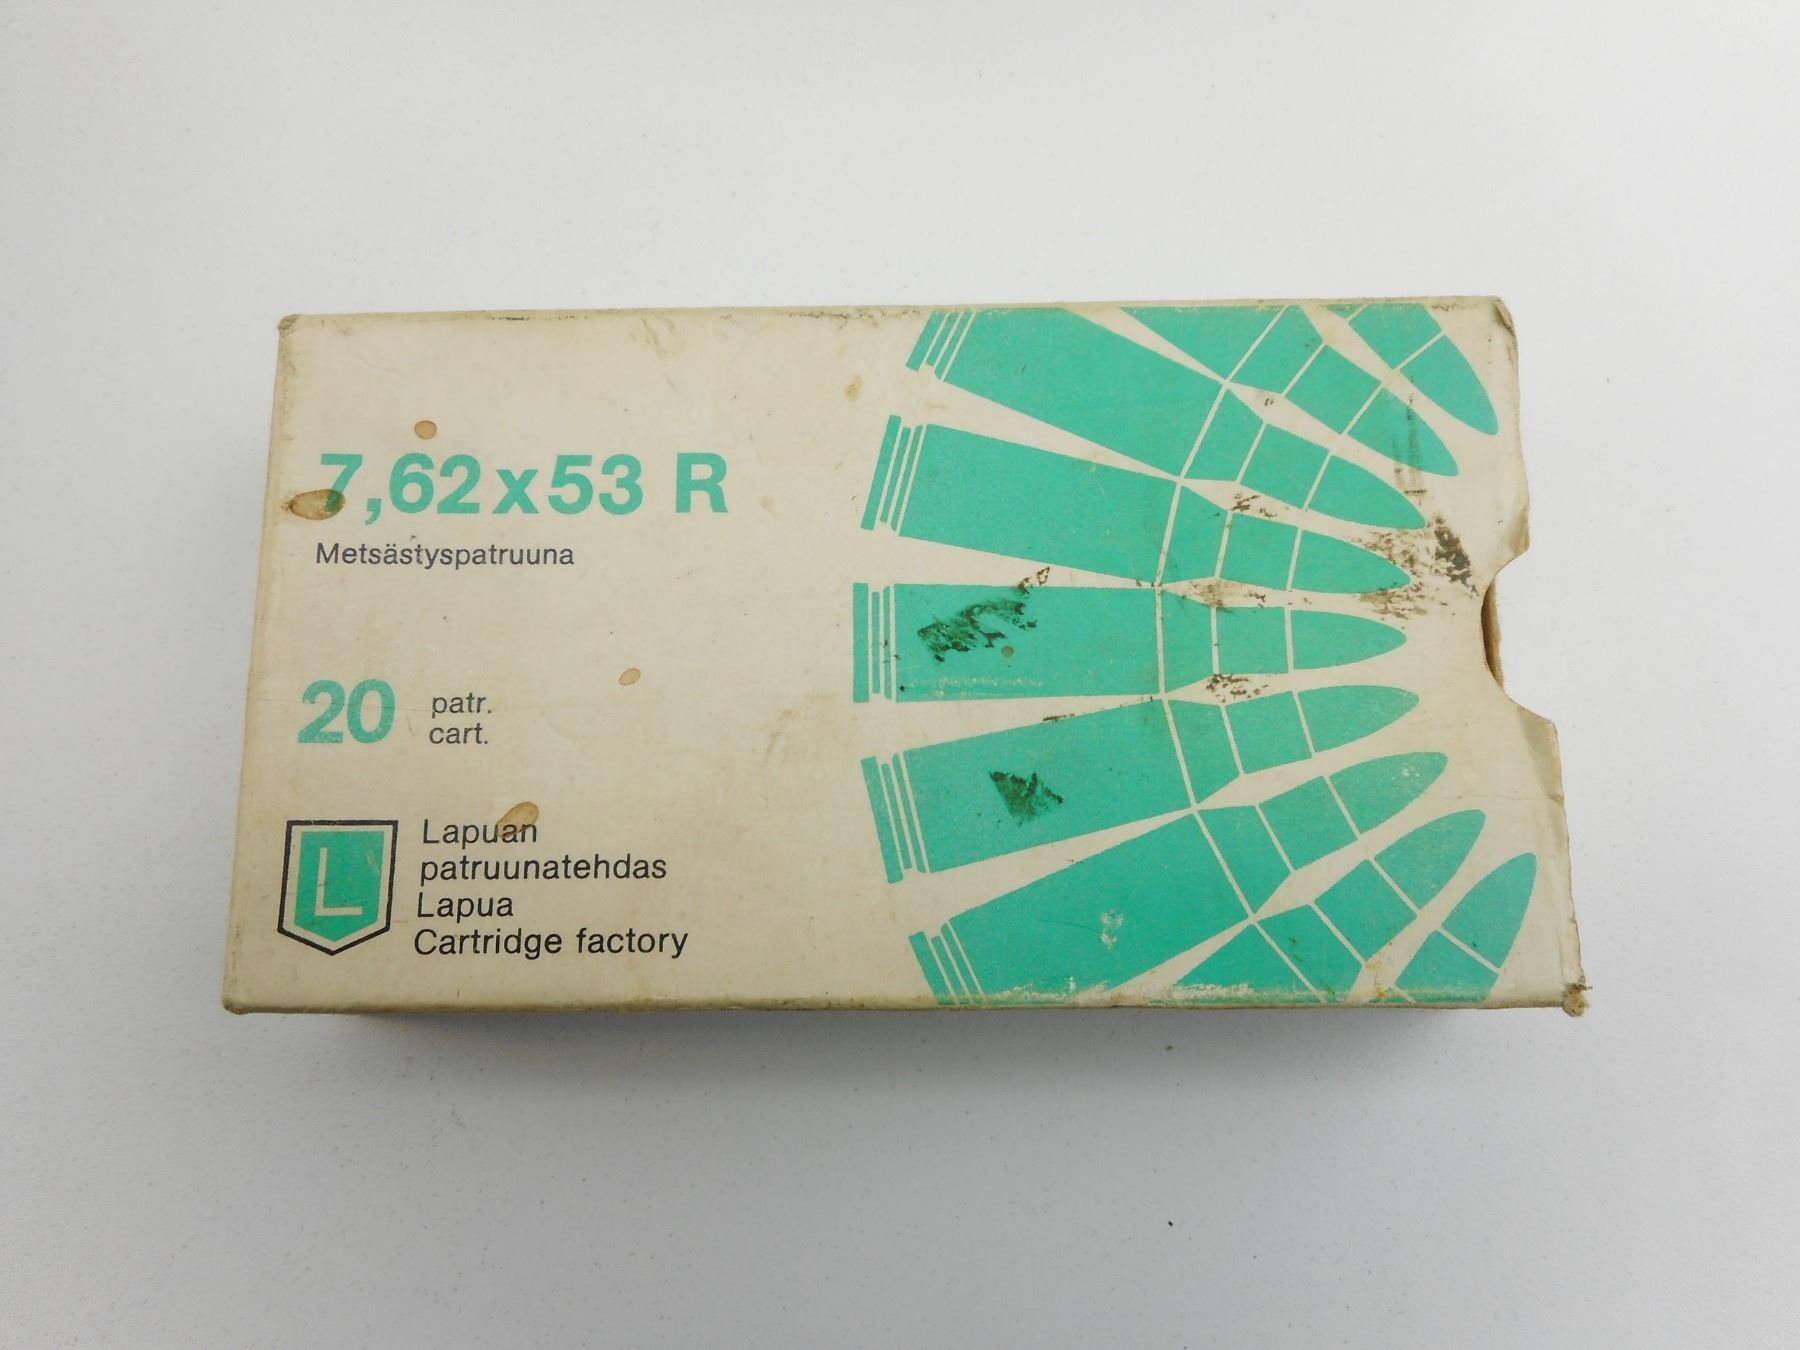 7,62x53 R
Metsästyspatruuna
20
patr.
cart.
L
Lapuan
patruunatehdas
Lapua
Cartridge factory